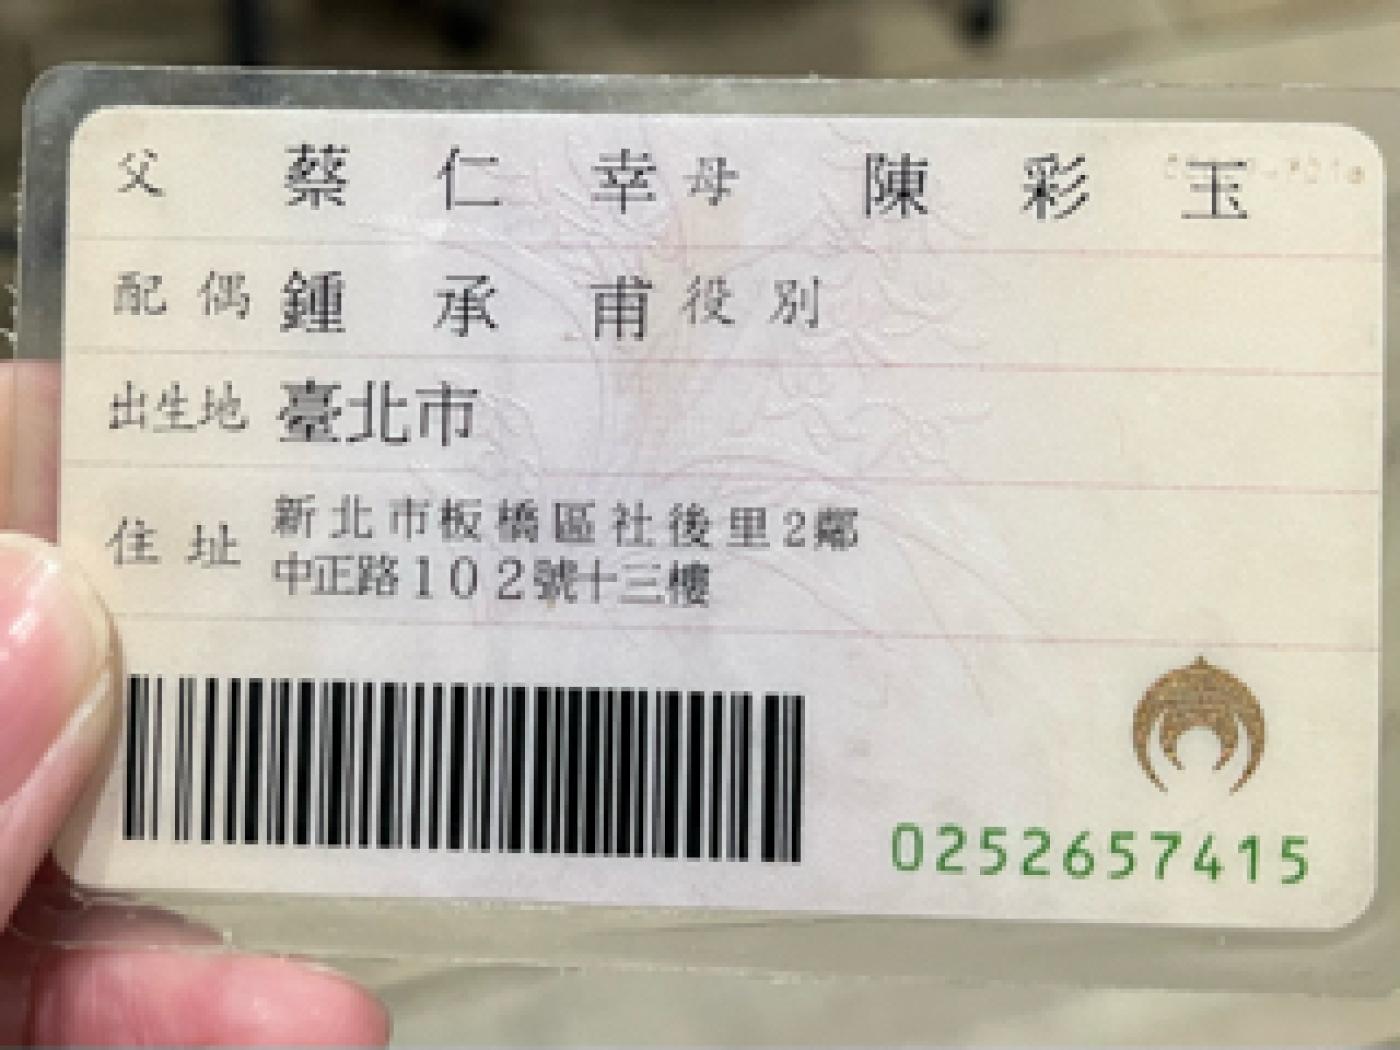 父 蔡仁幸 母 陳彩玉
配偶 鍾承甫 役別
出生地 臺北市
住址 新北市板橋區社後里2鄰
中正路102號十三樓
0252657415